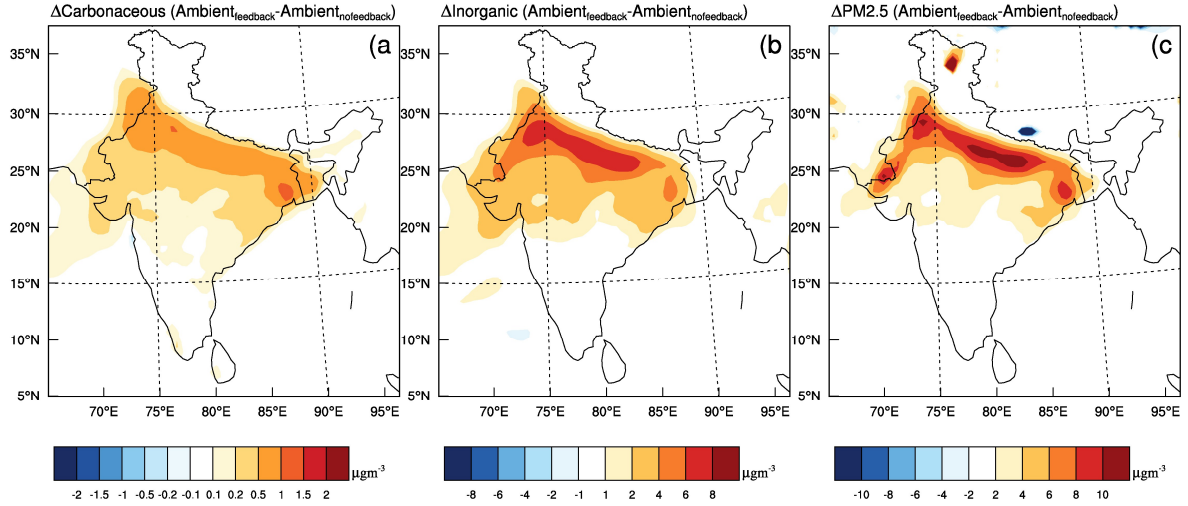 ΔCarbonaceous (Ambientfeedback-Ambientnofeedback)
(a
35°N
30°N
25°N
20°N
15°N
10°N
5°N
70°E 75°E 80°E 85°E 90°E 95°E
-2 -1.5 -1 -0.5 -0.2 -0.1 0.1 0.2 0.5 1 1.5 2
μgm-3
ΔInorganic (Ambientfeedback-Ambientnofeedback)
(b
35°N
30°N
25°N
20°N
15°N
10°N
5°N
70°E 75°E 80°E 85°E 90°E 95°E
-8 -6 -4 -2 -1 1 2 4 6 8
μgm-3
ΔPM2.5 (Ambientfeedback-Ambientnofeedback)
(c
35°N
30°N
25°N
20°N
15°N
10°N
5°N
70°E 75°E 80°E 85°E 90°E 95°E
-10 -8 -6 -4 -2 2 4 6 8 10
μgm-3